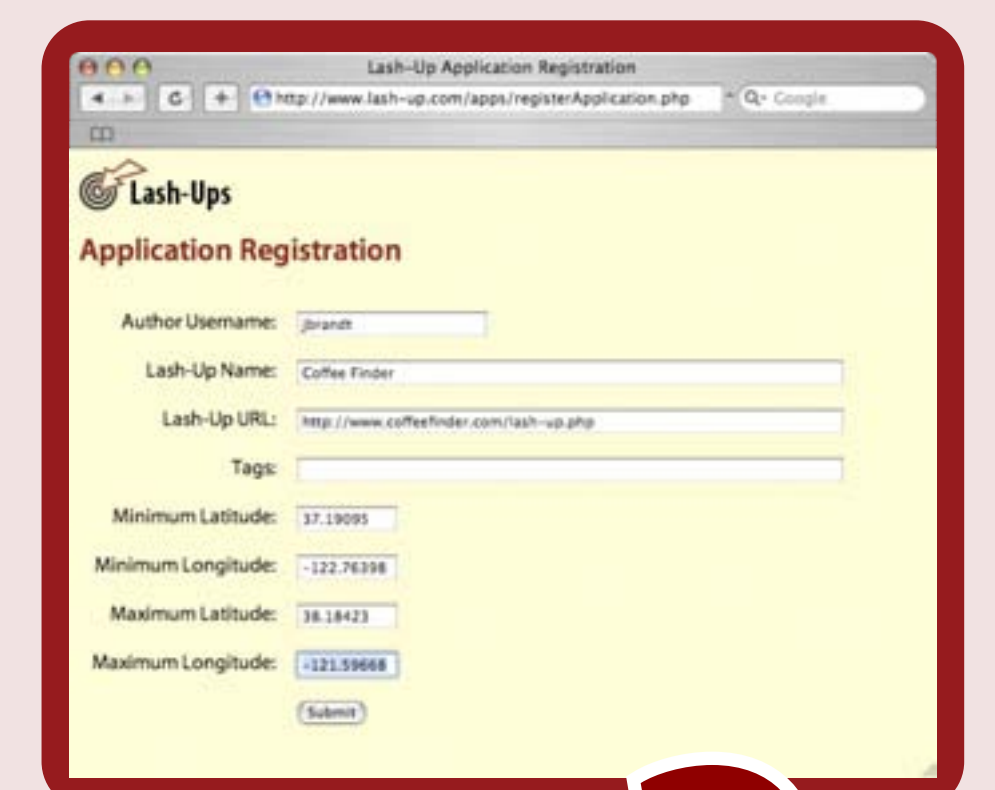 Lash-Up Application Registration
http://www.lash-up.com/apps/registerApplication.php Google
Lash-Ups
Application Registration
Author Username: jbrandt
Lash-Up Name: Coffee Finder
Lash-Up URL: http://www.coffeefinder.com/lash-up.php
Tags:
Minimum Latitude: 37.19095
Minimum Longitude: -122.76398
Maximum Latitude: 38.18423
Maximum Longitude: -121.59668
Submit